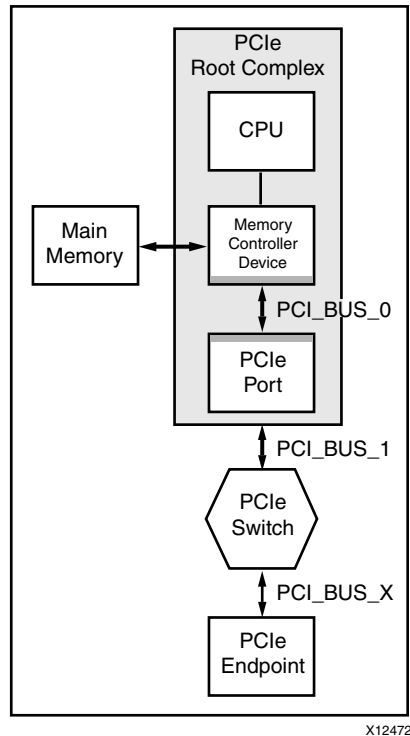 PCIe
Root Complex
CPU
Main
Memory
Memory
Controller
Device
PCI_BUS_0
PCIe
Port
PCI_BUS_1
PCIe
Switch
PCI_BUS_X
PCIe
Endpoint
X12472